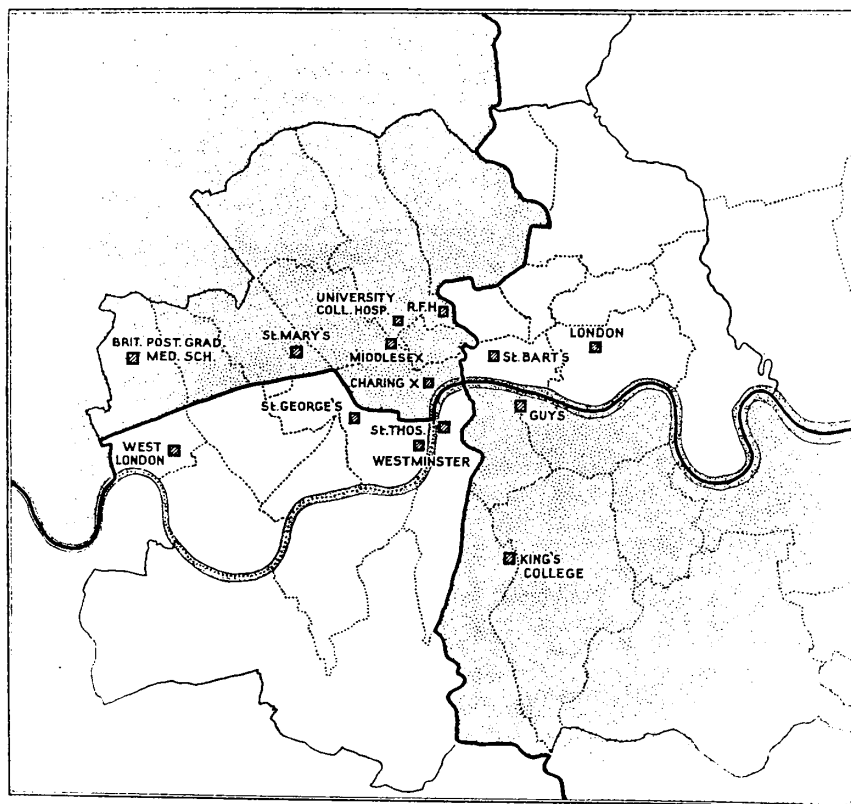 UNIVERSITY
COLL. HOSP.
R.F.H.
BRIT. POST. GRAD.
MED. SCH.
ST. MARY'S
MIDDLESEX
ST. BART'S
LONDON
CHARING X
ST. GEORGE'S
ST. THOS.
GUYS
WEST
LONDON
WESTMINSTER
KING'S
COLLEGE